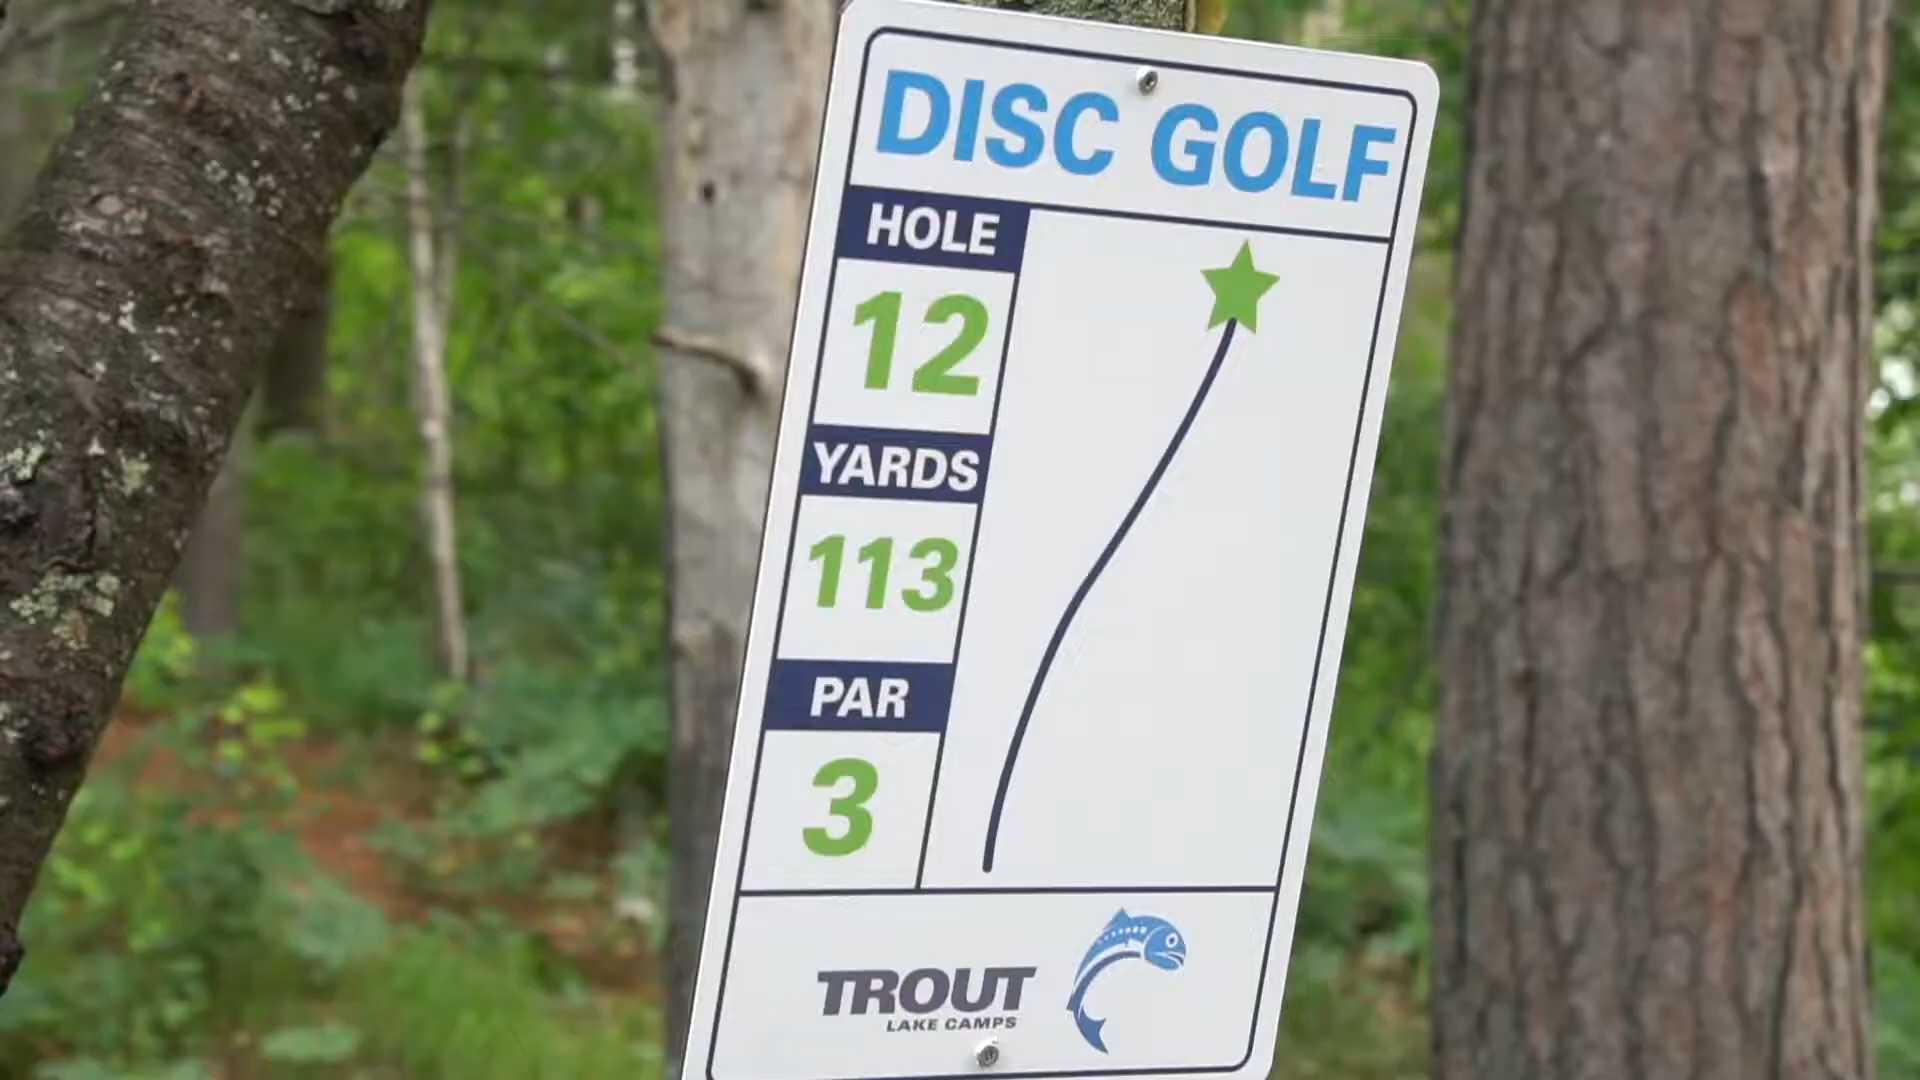 DISC GOLF
HOLE
12
YARDS
113
PAR
3
TROUT
LAKE CAMPS